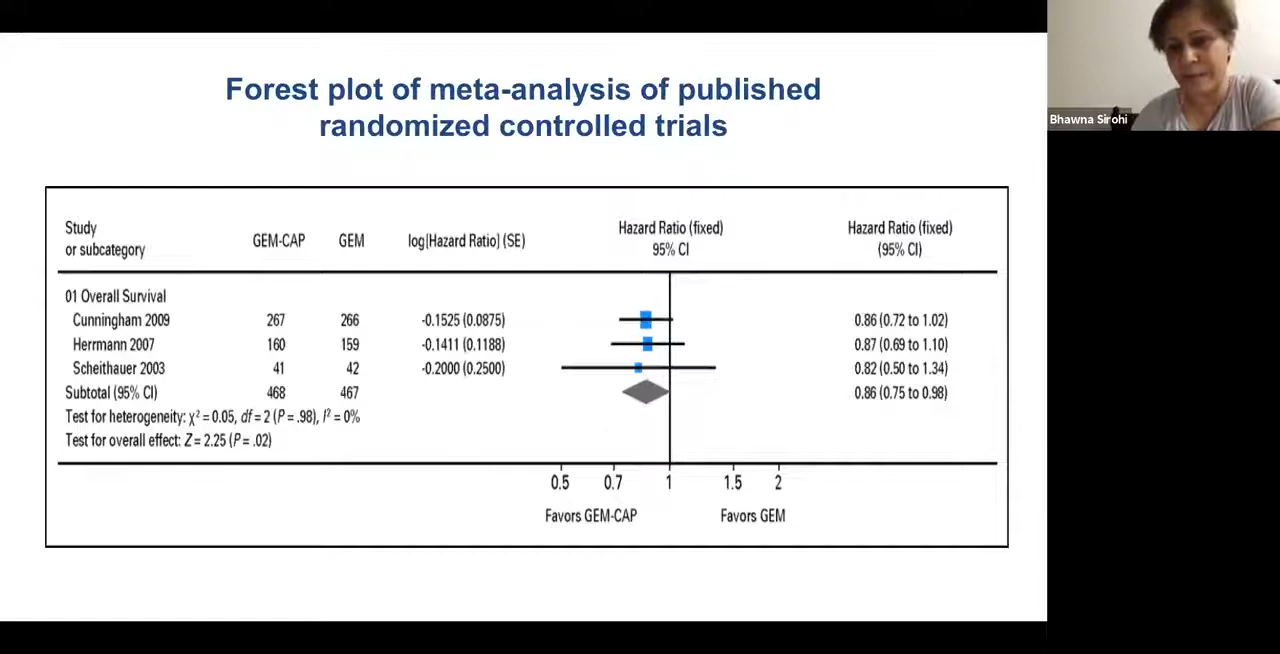 Forest plot of meta-analysis of published
randomized controlled trials
Bhawna Sirohi
Study
or subcategory
GEM-CAP
GEM
log[Hazard Ratio] (SE)
Hazard Ratio (fixed)
95% CI
Hazard Ratio (fixed)
(95% CI)
01 Overall Survival
Cunningham 2009 267 266 -0.1525 (0.0875) 0.86 (0.72 to 1.02)
Herrmann 2007 160 159 -0.1411 (0.1188) 0.87 (0.69 to 1.10)
Scheithauer 2003 41 42 -0.2000 (0.2500) 0.82 (0.50 to 1.34)
Subtotal (95% CI) 468 467 0.86 (0.75 to 0.98)
Test for heterogeneity: χ² = 0.05, df = 2 (P = .98), I² = 0%
Test for overall effect: Z = 2.25 (P = .02)
0.5 0.7 1 1.5 2
Favors GEM-CAP Favors GEM